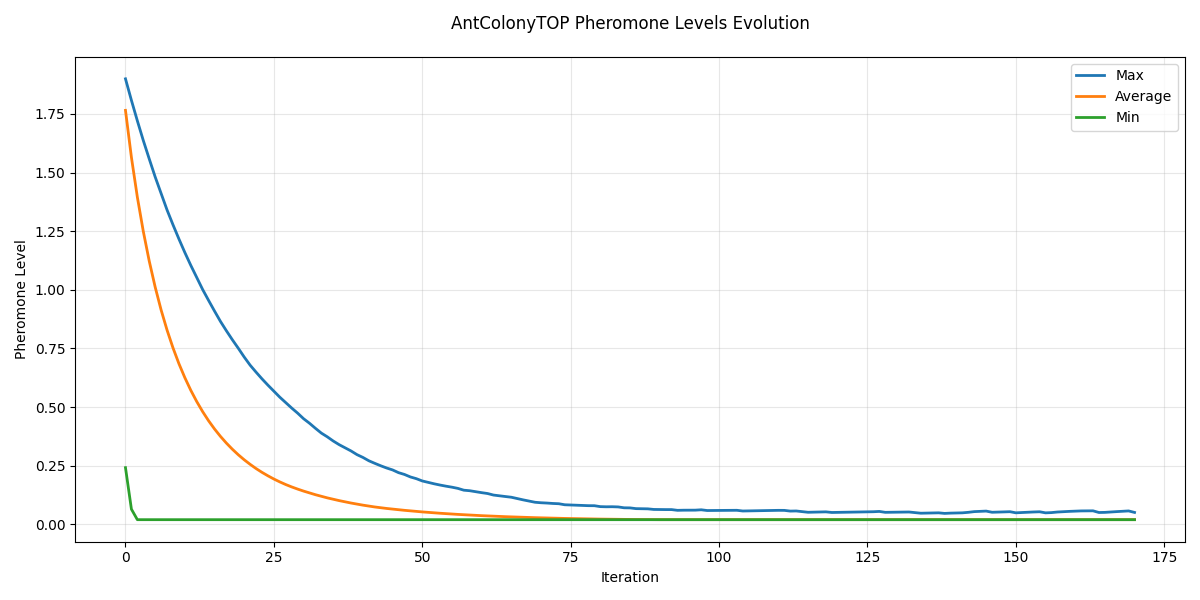 AntColonyTOP Pheromone Levels Evolution
Max
Average
Min
Pheromone Level
1.75
1.50
1.25
1.00
0.75
0.50
0.25
0.00
0 25 50 75 100 125 150 175
Iteration